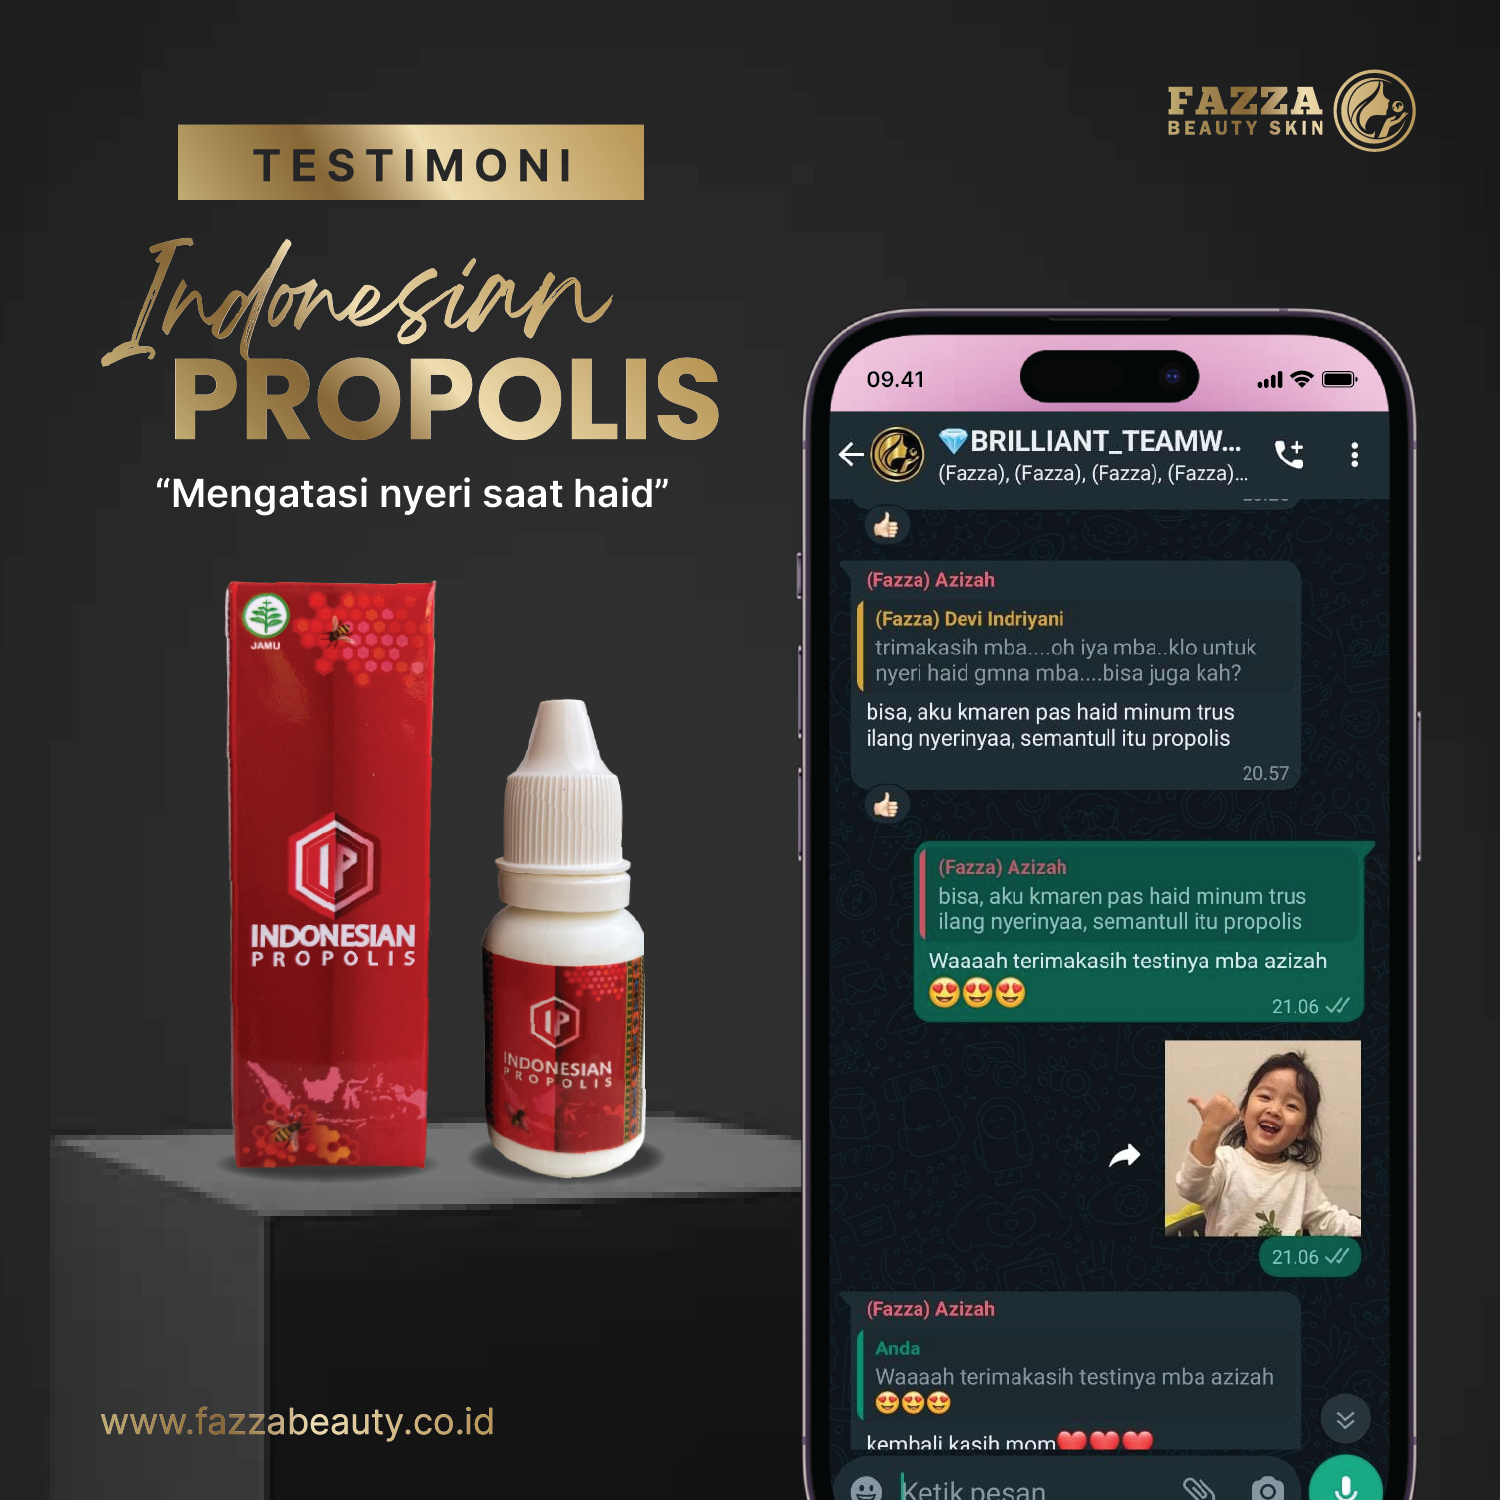 FAZZA
BEAUTY SKIN
TESTIMONI
Indonesian
PROPOLIS
“Mengatasi nyeri saat haid”
JAMU
IP
INDONESIAN
PROPOLIS
IP
INDONESIAN
PROPOLIS
www.fazzabeauty.co.id
09.41
BRILLIANT_TEAMW...
(Fazza), (Fazza), (Fazza), (Fazza)...
(Fazza) Azizah
(Fazza) Devi Indriyani
trimakasih mba....oh iya mba..klo untuk
nyeri haid gmna mba....bisa juga kah?
bisa, aku kmaren pas haid minum trus
ilang nyerinyaa, semantull itu propolis
20.57
(Fazza) Azizah
bisa, aku kmaren pas haid minum trus
ilang nyerinyaa, semantull itu propolis
Waaaah terimakasih testinya mba azizah
😍😍😍
21.06
21.06
(Fazza) Azizah
Anda
Waaaah terimakasih testinya mba azizah
😍😍😍
kembali kasih mom❤️❤️❤️
Ketik pesan